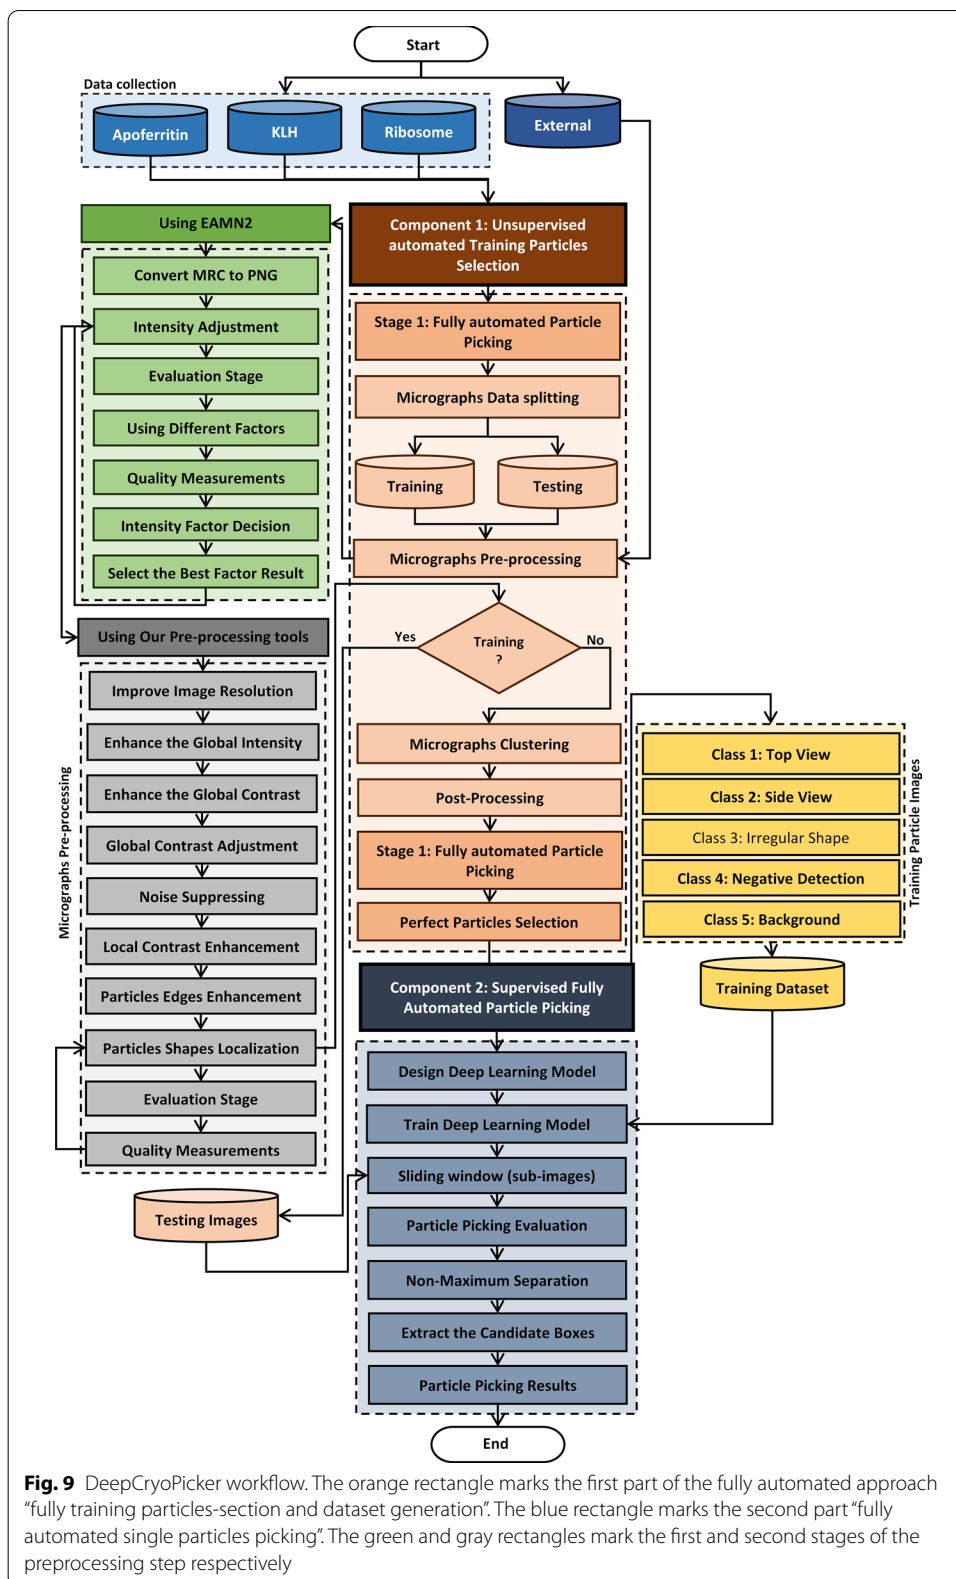 Start
Data collection
Apoferritin
KLH
Ribosome
External
Using EAMN2
Convert MRC to PNG
Intensity Adjustment
Evaluation Stage
Using Different Factors
Quality Measurements
Intensity Factor Decision
Select the Best Factor Result
Component 1: Unsupervised
automated Training Particles
Selection
Stage 1: Fully automated Particle
Picking
Micrographs Data splitting
Training
Testing
Micrographs Pre-processing
Training
?
Yes
No
Using Our Pre-processing tools
Micrographs Pre-processing
Improve Image Resolution
Enhance the Global Intensity
Enhance the Global Contrast
Global Contrast Adjustment
Noise Suppressing
Local Contrast Enhancement
Particles Edges Enhancement
Particles Shapes Localization
Evaluation Stage
Quality Measurements
Testing Images
Micrographs Clustering
Post-Processing
Stage 1: Fully automated Particle
Picking
Perfect Particles Selection
Class 1: Top View
Class 2: Side View
Class 3: Irregular Shape
Class 4: Negative Detection
Class 5: Background
Training Particle Images
Training Dataset
Component 2: Supervised Fully
Automated Particle Picking
Design Deep Learning Model
Train Deep Learning Model
Sliding window (sub-images)
Particle Picking Evaluation
Non-Maximum Separation
Extract the Candidate Boxes
Particle Picking Results
End
Fig. 9 DeepCryoPicker workflow. The orange rectangle marks the first part of the fully automated approach
“fully training particles-section and dataset generation”. The blue rectangle marks the second part “fully
automated single particles picking”. The green and gray rectangles mark the first and second stages of the
preprocessing step respectively